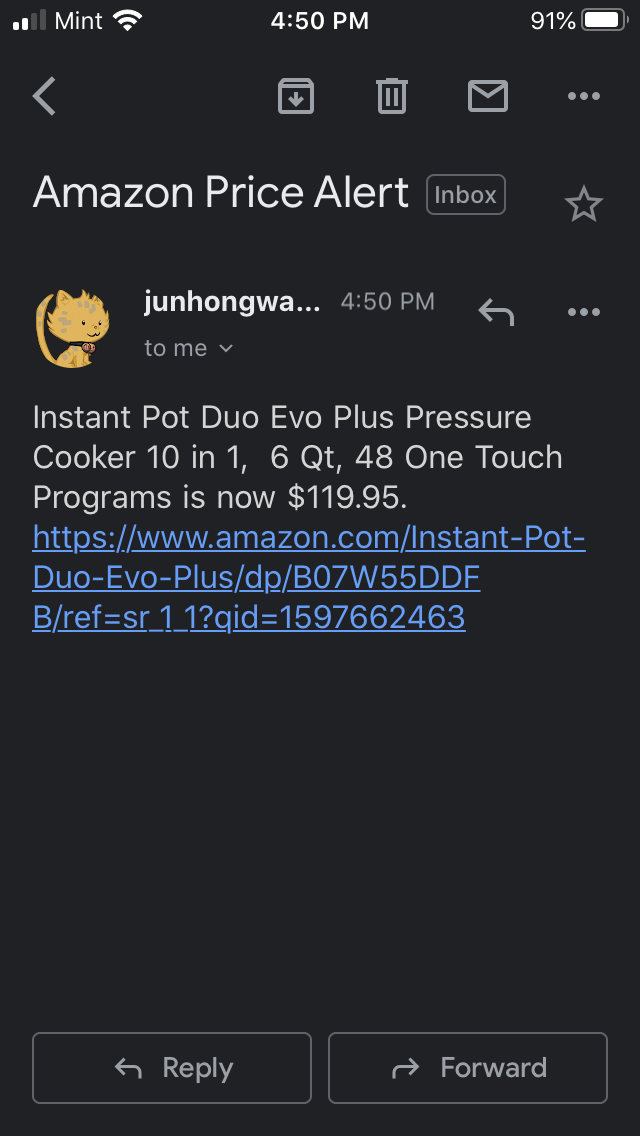 Mint 4:50 PM 91%
Amazon Price Alert Inbox
junhongwa... 4:50 PM
to me
Instant Pot Duo Evo Plus Pressure
Cooker 10 in 1,  6 Qt, 48 One Touch
Programs is now $119.95.
https://www.amazon.com/Instant-Pot-
Duo-Evo-Plus/dp/B07W55DDF
B/ref=sr_1_1?qid=1597662463
Reply Forward